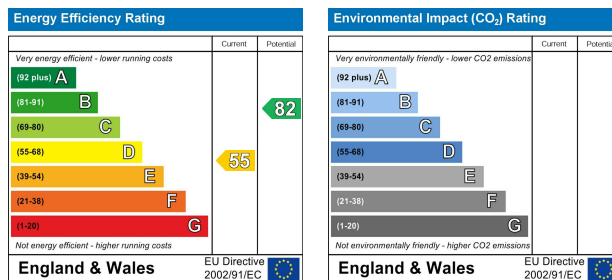 Energy Efficiency Rating
Current Potential
Very energy efficient - lower running costs
(92 plus) A
(81-91) B
82
(69-80) C
(55-68) D
55
(39-54) E
(21-38) F
(1-20) G
Not energy efficient - higher running costs
England & Wales
EU Directive
2002/91/EC
Environmental Impact (CO₂) Rating
Current Potential
Very environmentally friendly - lower CO2 emissions
(92 plus) A
(81-91) B
(69-80) C
(55-68) D
(39-54) E
(21-38) F
(1-20) G
Not environmentally friendly - higher CO2 emissions
England & Wales
EU Directive
2002/91/EC